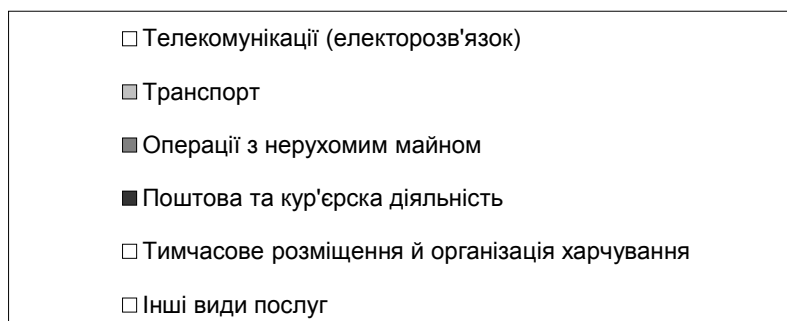 Телекомунікації (електорозв'язок)
Транспорт
Операції з нерухомим майном
Поштова та кур'єрска діяльність
Тимчасове розміщення й організація харчування
Інші види послуг